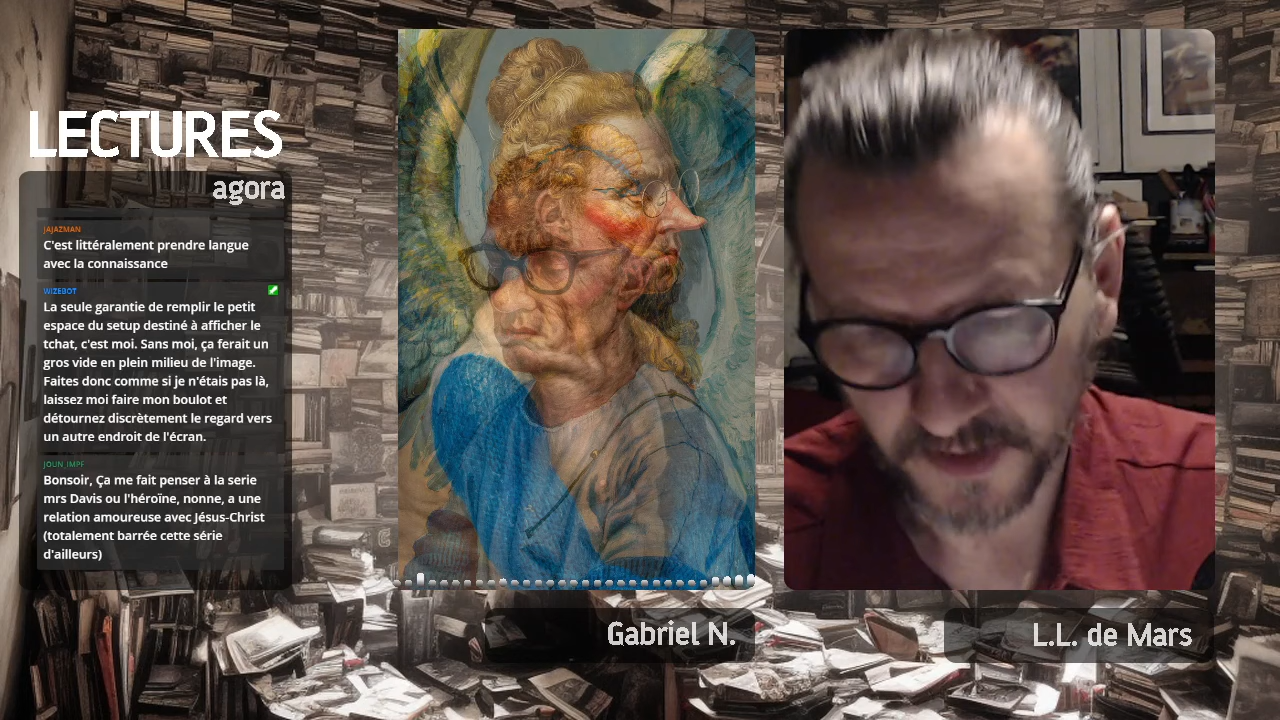 LECTURES
agora
JAJAZMAN
C'est littéralement prendre langue
avec la connaissance
WIZEBOT
La seule garantie de remplir le petit
espace du setup destiné à afficher le
tchat, c'est moi. Sans moi, ça ferait un
gros vide en plein milieu de l'image.
Faites donc comme si je n'étais pas là,
laissez moi faire mon boulot et
détournez discrètement le regard vers
un autre endroit de l'écran.
JOUN_IMPF
Bonsoir, Ça me fait penser à la serie
mrs Davis ou l'héroïne, nonne, a une
relation amoureuse avec Jésus-Christ
(totalement barrée cette série
d'ailleurs)
Gabriel N.
L.L. de Mars